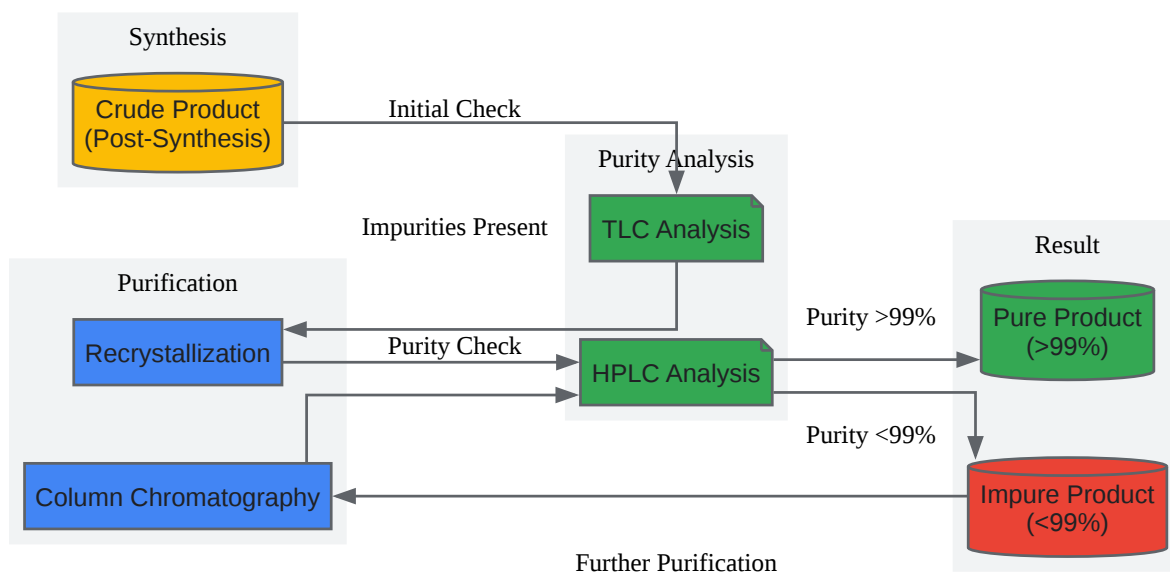 Synthesis
Crude Product
(Post-Synthesis)
Initial Check
Purity Analysis
TLC Analysis
Impurities Present
Result
Purification
Recrystallization
Purity Check
HPLC Analysis
Purity >99%
Pure Product
(>99%)
Purity <99%
Column Chromatography
Impure Product
(<99%)
Further Purification